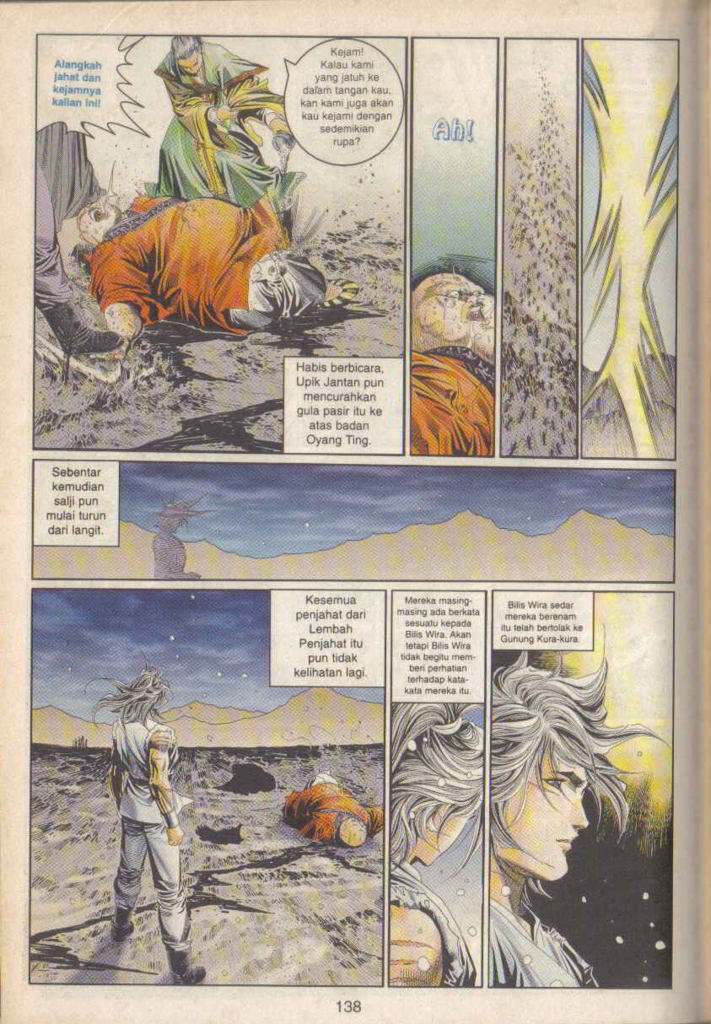 Alangkah
jahat dan
kejamnya
kalian ini!
Kejam!
Kalau kami
yang jatuh ke
dalam tangan kau,
kan kami juga akan
kau kejami dengan
sedemikian
rupa?
Ah!
Habis berbicara,
Upik Jantan pun
mencurahkan
gula pasir itu ke
atas badan
Oyang Ting.
Sebentar
kemudian
salji pun
mulai turun
dari langit.
Kesemua
penjahat dari
Lembah
Penjahat itu
pun tidak
kelihatan lagi.
Mereka masing-
masing ada berkata
sesuatu kepada
Bilis Wira. Akan
tetapi Bilis Wira
tidak begitu mem-
beri perhatian
terhadap kata-
kata mereka itu.
Bilis Wira sedar
mereka berenam
itu telah bertolak ke
Gunung Kura-kura.
138